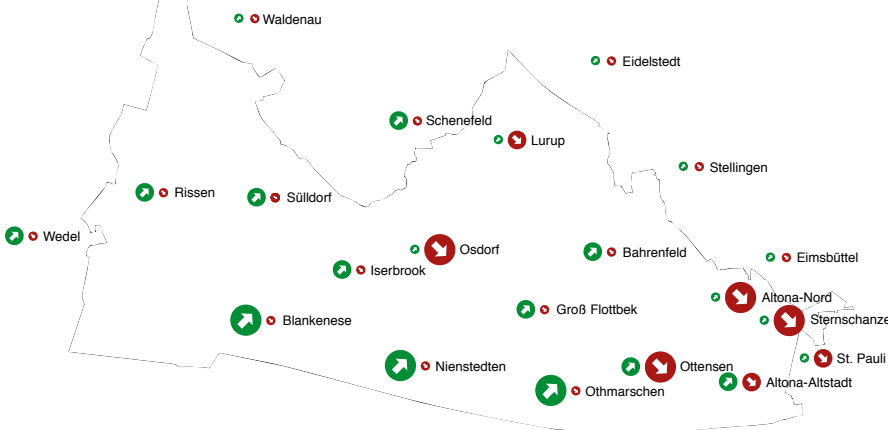 Waldenau
Eidelstedt
Schenefeld
Lurup
Stellingen
Rissen
Sülldorf
Wedel
Osdorf
Bahrenfeld
Eimsbüttel
Iserbrook
Altona-Nord
Groß Flottbek
Blankenese
Sternschanze
St. Pauli
Nienstedten
Ottensen
Altona-Altstadt
Othmarschen